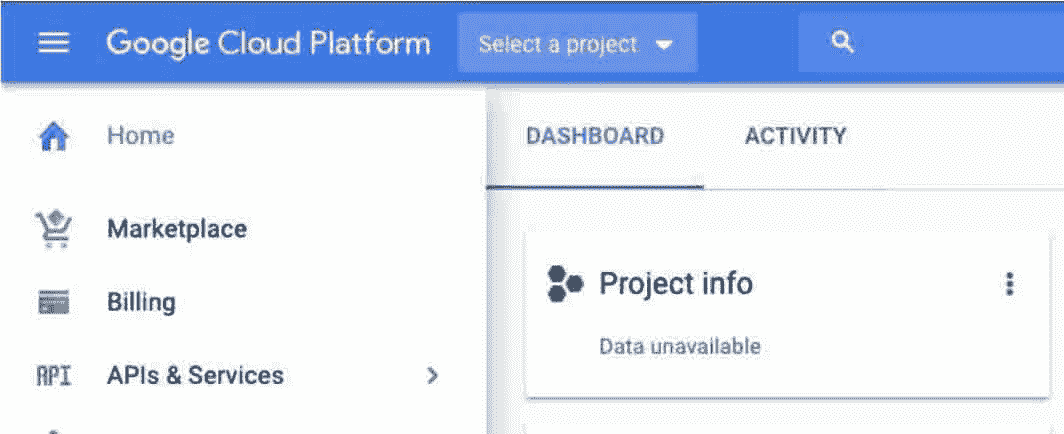 Google Cloud Platform Select a project
Home
DASHBOARD ACTIVITY
Marketplace
Project info
Billing
Data unavailable
API APIs & Services